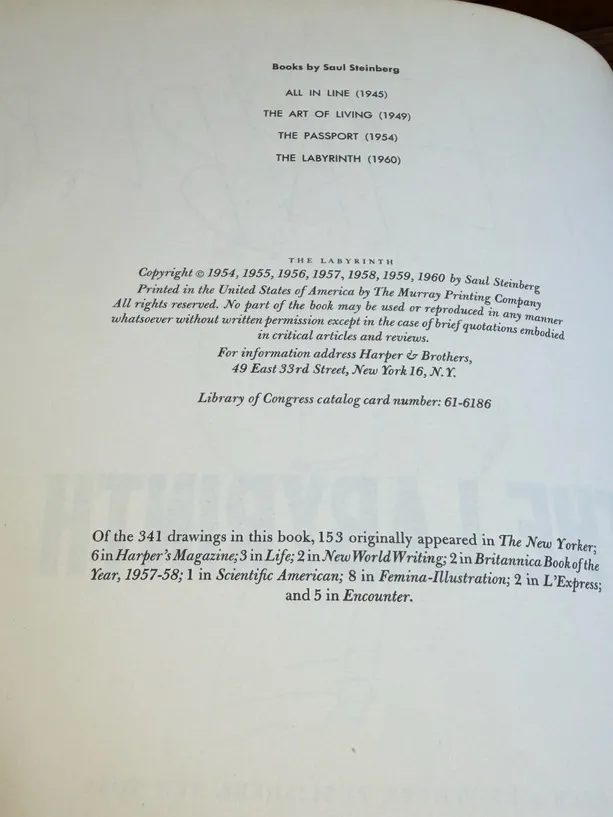 Books by Saul Steinberg
ALL IN LINE (1945)
THE ART OF LIVING (1949)
THE PASSPORT (1954)
THE LABYRINTH (1960)
THE LABYRINTH
Copyright © 1954, 1955, 1956, 1957, 1958, 1959, 1960 by Saul Steinberg
Printed in the United States of America by The Murray Printing Company
All rights reserved. No part of the book may be used or reproduced in any manner
whatsoever without written permission except in the case of brief quotations embodied
in critical articles and reviews.
For information address Harper & Brothers,
49 East 33rd Street, New York 16, N.Y.
Library of Congress catalog card number: 61-6186
Of the 341 drawings in this book, 153 originally appeared in The New Yorker;
6 in Harper's Magazine; 3 in Life; 2 in New World Writing; 2 in Britannica Book of the
Year, 1957-58; 1 in Scientific American; 8 in Femina-Illustration; 2 in L'Express;
and 5 in Encounter.